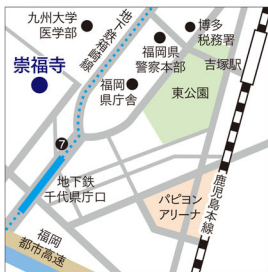 九州大学
医学部
地下鉄箱崎線
博多
税務署
福岡県
警察本部
吉塚駅
崇福寺
福岡
県庁舎
東公園
7
地下鉄
千代県庁口
鹿児島本線
パピヨン
アリーナ
福岡
都市高速